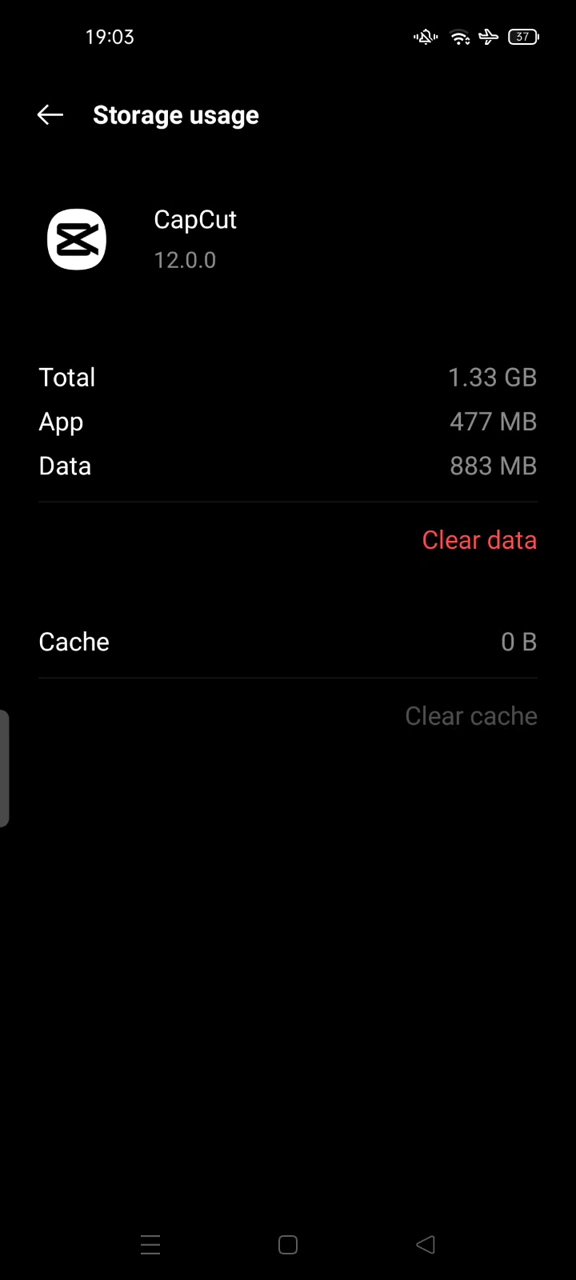 19:03 37
Storage usage
CapCut
12.0.0
Total 1.33 GB
App 477 MB
Data 883 MB
Clear data
Cache 0 B
Clear cache